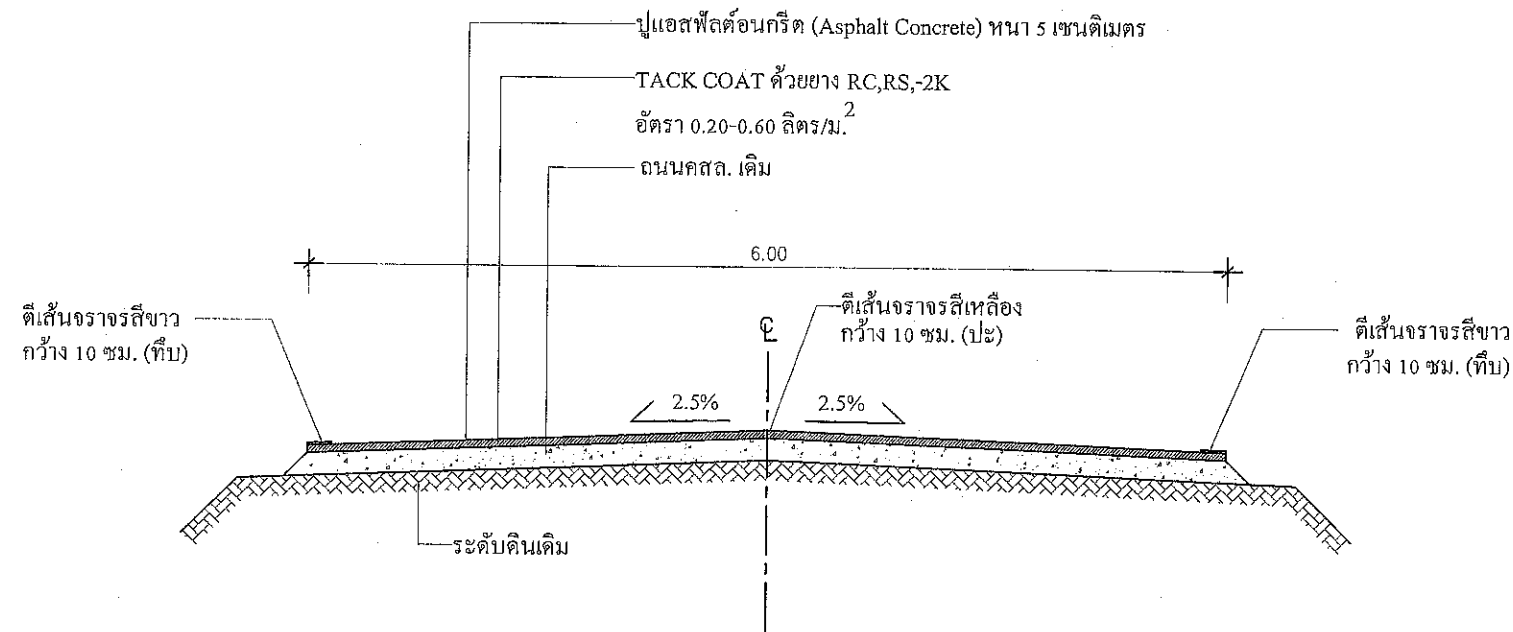 ปูแอสฟัลต์อนกรีต (Asphalt Concrete) หนา 5 เซนติเมตร
TACK COAT ด้วยยาง RC,RS,-2K
อัตรา 0.20-0.60 ลิตร/ม.2
ถนนคสล. เดิม
6.00
ตีเส้นจราจรสีขาว
กว้าง 10 ซม. (ทึบ)
ตีเส้นจราจรสีเหลือง
กว้าง 10 ซม. (ปะ)
ตีเส้นจราจรสีขาว
กว้าง 10 ซม. (ทึบ)
℄
2.5%
2.5%
ระดับดินเดิม